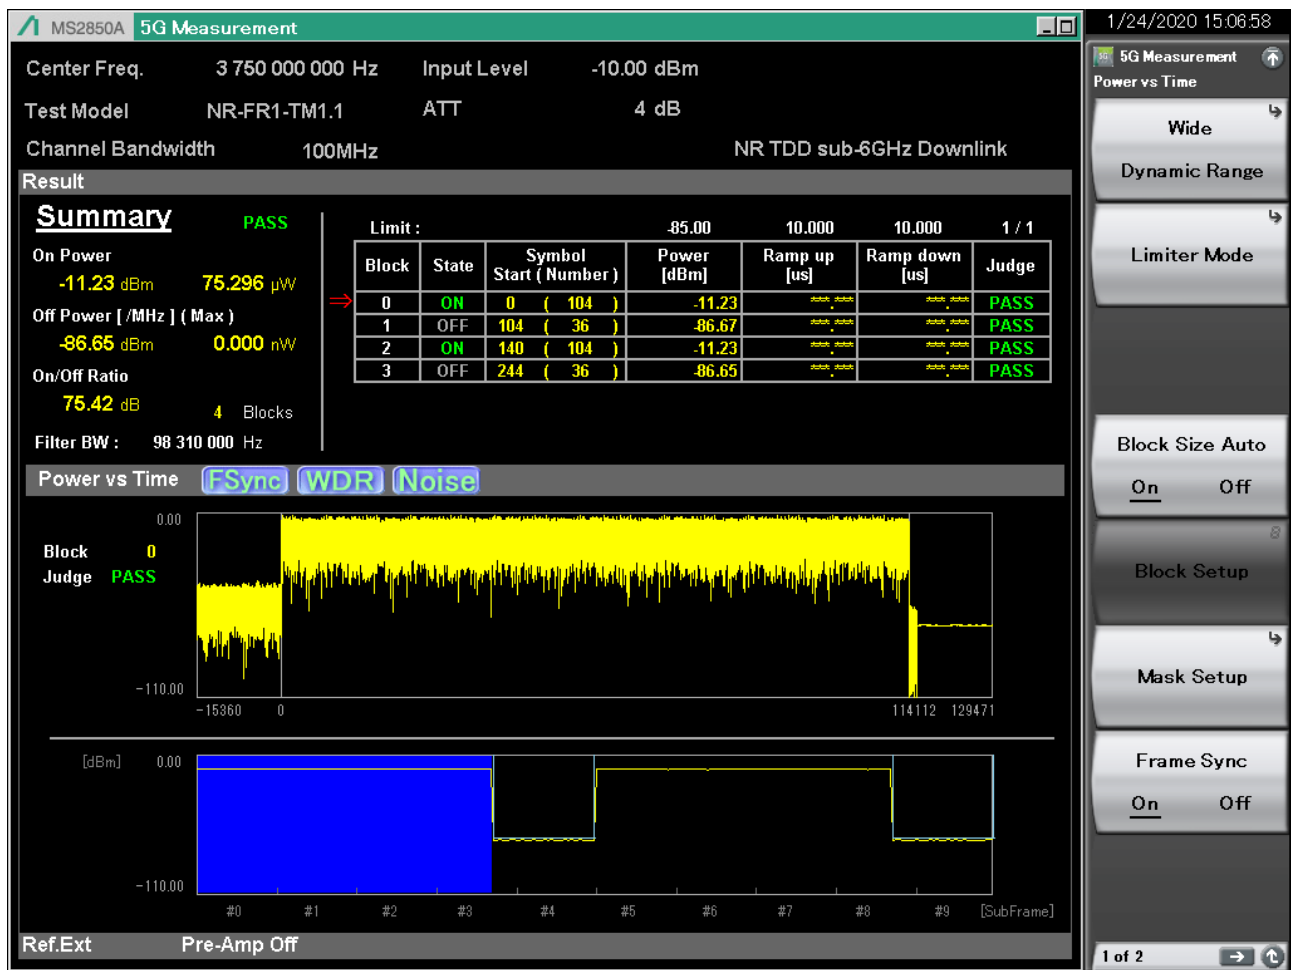 MS2850A 5G Measurement
1/24/2020 15:06:58
Center Freq. 3 750 000 000 Hz Input Level -10.00 dBm
Test Model NR-FR1-TM1.1 ATT 4 dB
Channel Bandwidth 100MHz NR TDD sub-6GHz Downlink
Result
Summary PASS
On Power
-11.23 dBm 75.296 µW
Off Power [ /MHz ] ( Max )
-86.65 dBm 0.000 nW
On/Off Ratio
75.42 dB 4 Blocks
Filter BW : 98 310 000 Hz
Limit : -85.00 10.000 10.000 1 / 1
Block State Symbol Start ( Number ) Power [dBm] Ramp up [us] Ramp down [us] Judge
⇒ 0 ON 0 ( 104 ) -11.23 ***.*** ***.*** PASS
1 OFF 104 ( 36 ) -86.67 ***.*** ***.*** PASS
2 ON 140 ( 104 ) -11.23 ***.*** ***.*** PASS
3 OFF 244 ( 36 ) -86.65 ***.*** ***.*** PASS
Power vs Time FSync WDR Noise
0.00
Block 0
Judge PASS
-110.00
-15360 0 114112 129471
[dBm] 0.00
-110.00
#0 #1 #2 #3 #4 #5 #6 #7 #8 #9 [SubFrame]
Ref.Ext Pre-Amp Off
5G 5G Measurement
Power vs Time
Wide
Dynamic Range
Limiter Mode
Block Size Auto
On Off
8
Block Setup
Mask Setup
Frame Sync
On Off
1 of 2